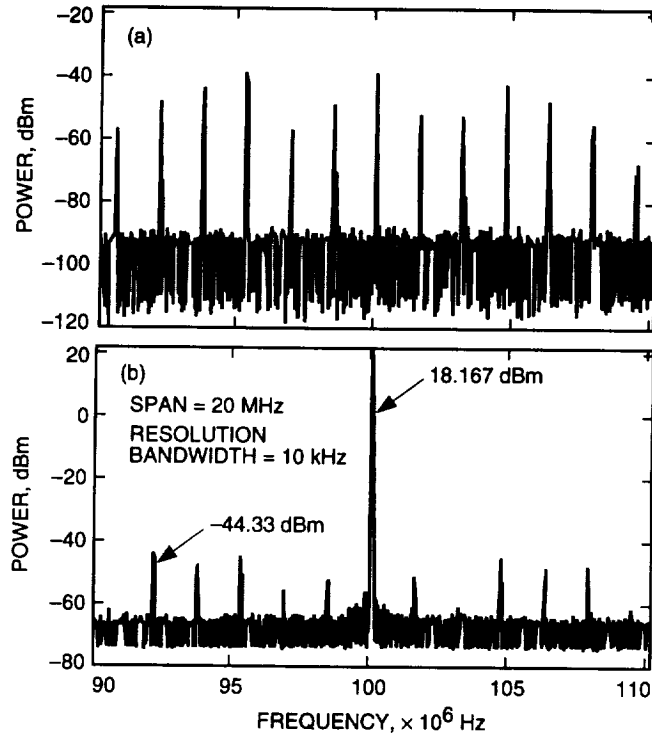 -20
(a)
-40
-60
-80
-100
-120
POWER, dBm
20
(b)
18.167 dBm
SPAN = 20 MHz
0
RESOLUTION
BANDWIDTH = 10 kHz
-20
-44.33 dBm
-40
-60
-80
POWER, dBm
90 95 100 105 110
FREQUENCY, × 10⁶ Hz